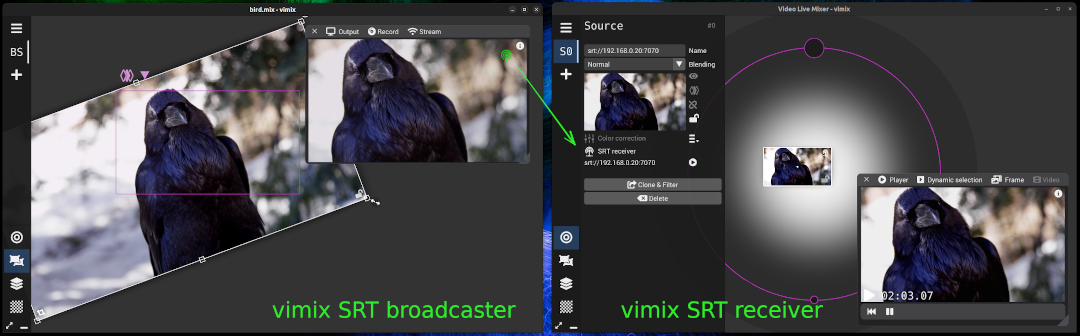 bird.mix - vimix
BS
Output
Record
Stream
vimix SRT broadcaster
Video Live Mixer - vimix
Source
#0
S0
srt://192.168.0.20:7070
Name
Normal
Blending
Color correction
SRT receiver
srt://192.168.0.20:7070
Clone & Filter
Delete
Player
Dynamic selection
Frame
Video
02:03.07
vimix SRT receiver